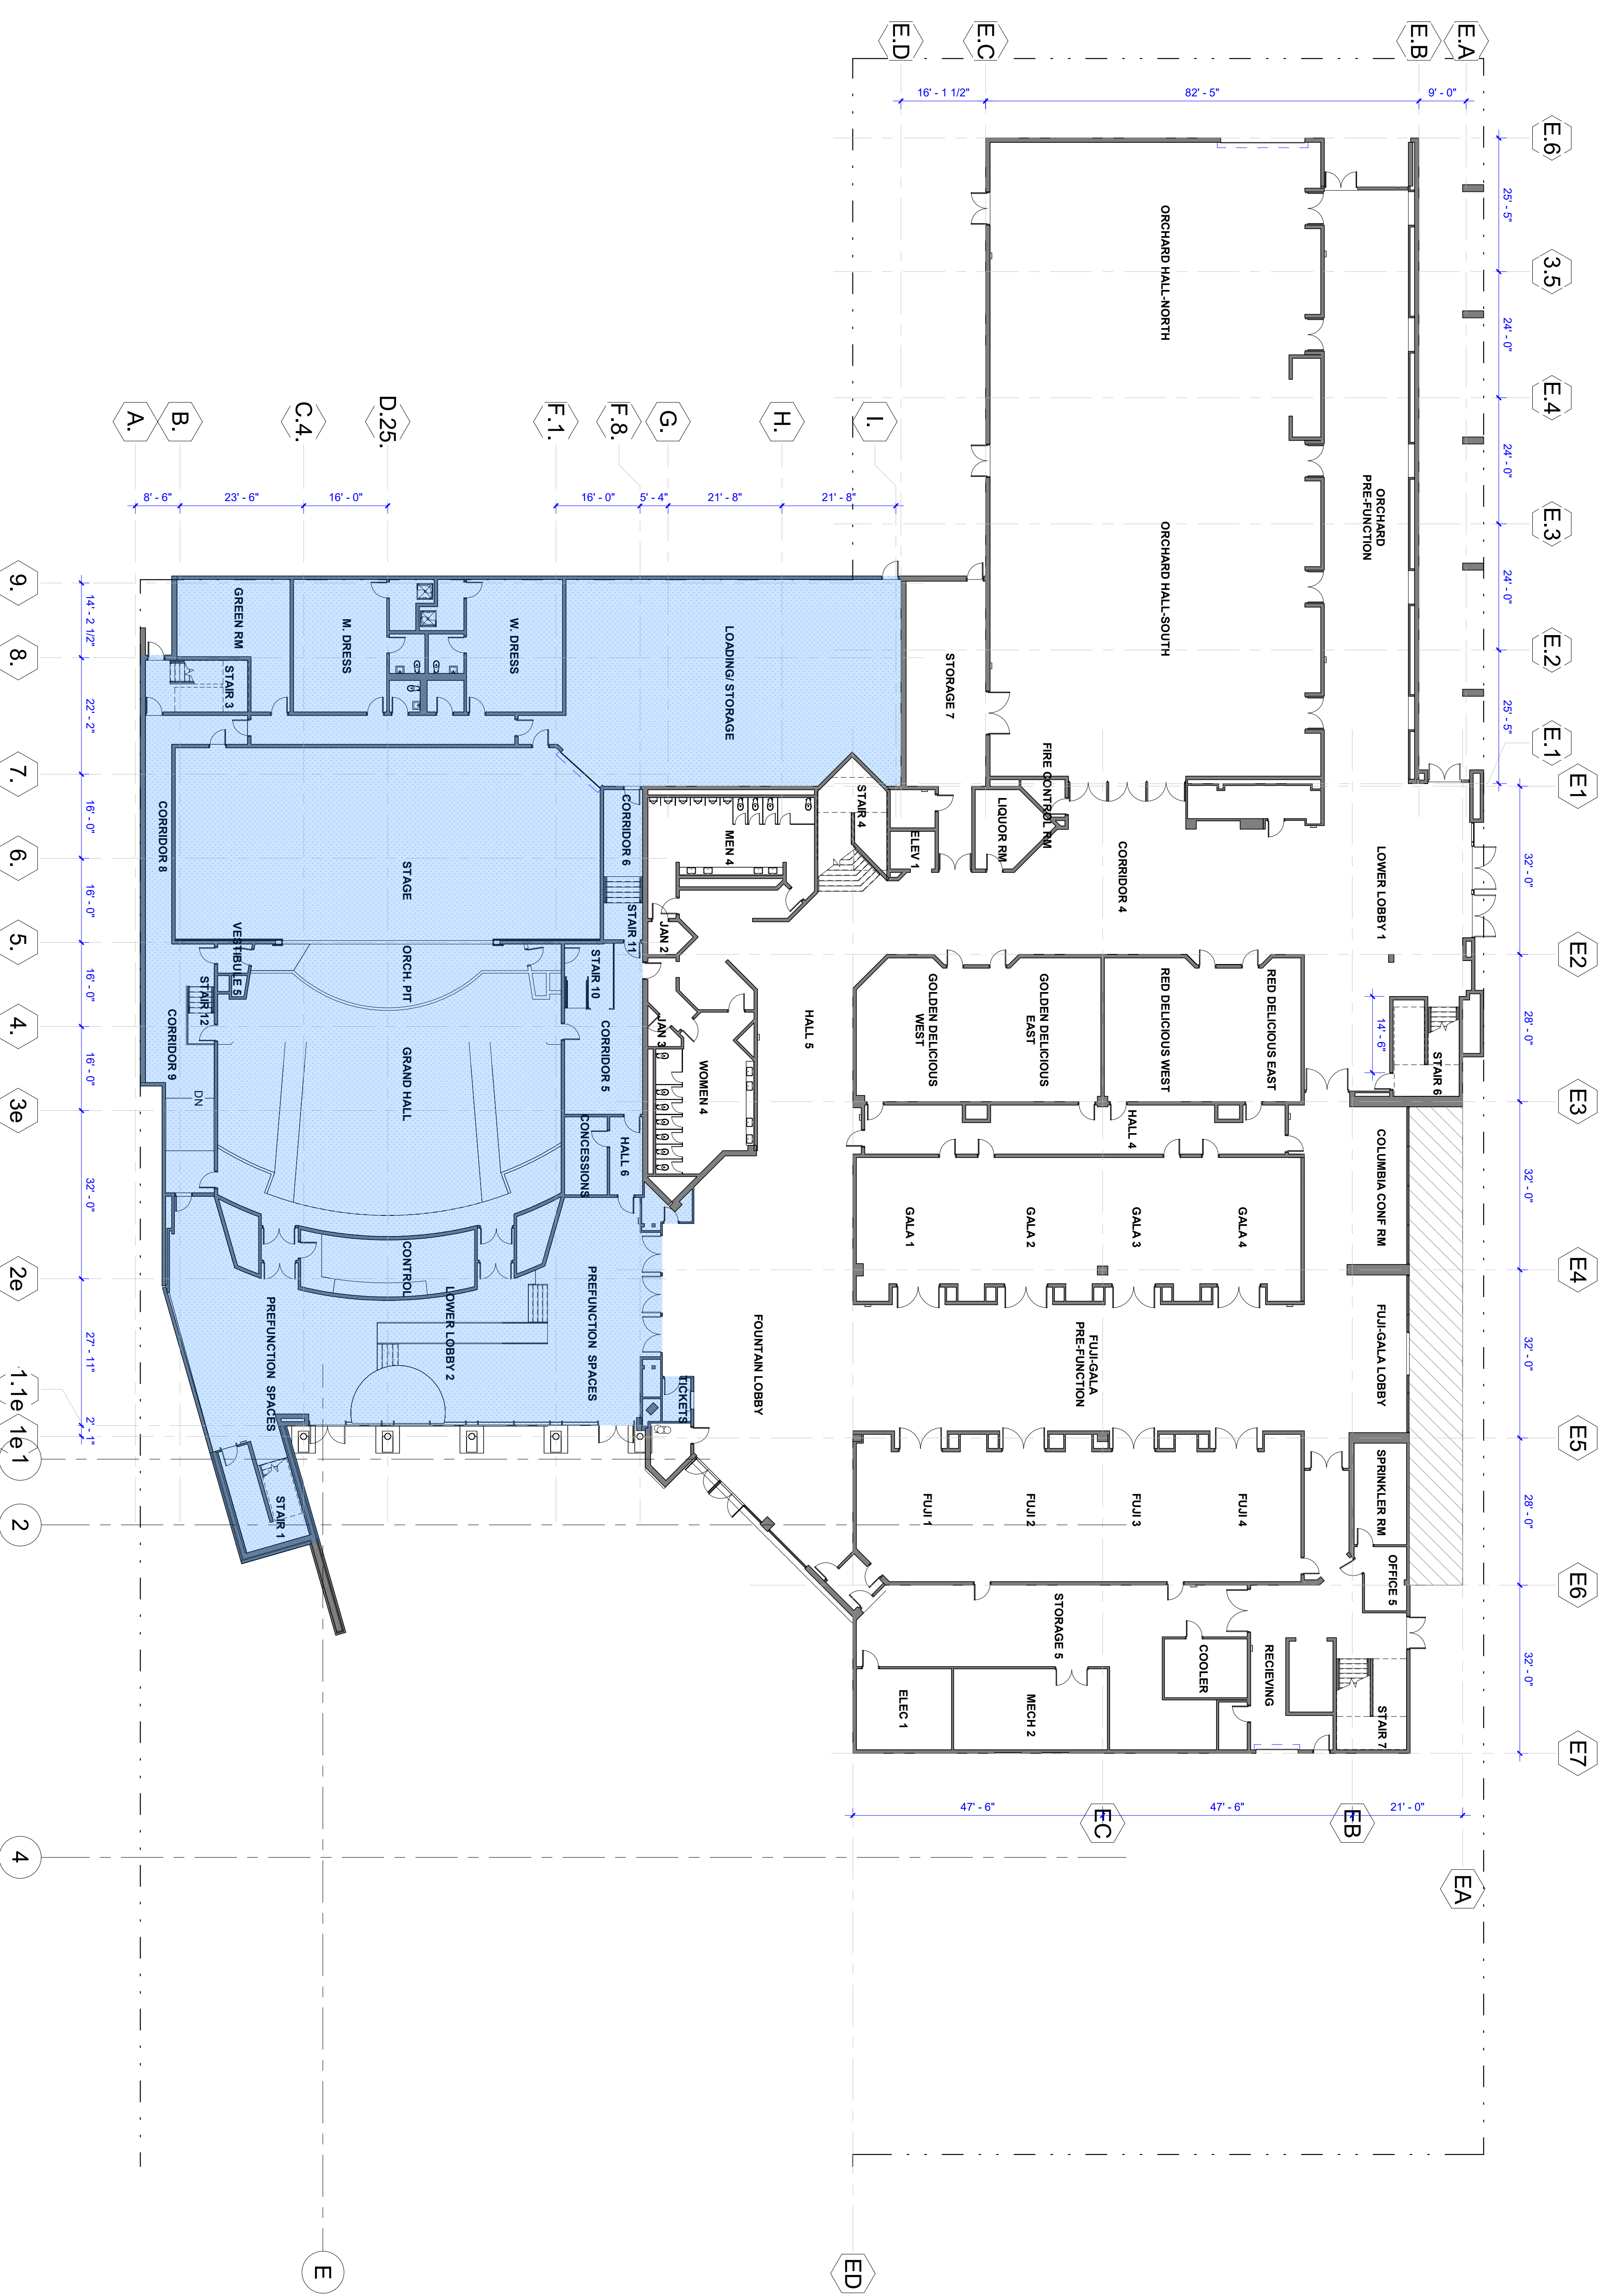 E.D
E.C
E.B
E.A
16' - 1 1/2"
82' - 5"
9' - 0"
E.6
25' - 5"
3.5
24' - 0"
E.4
24' - 0"
E.3
24' - 0"
E.2
25' - 5"
E.1
ORCHARD HALL-NORTH
ORCHARD HALL-SOUTH
ORCHARD
PRE-FUNCTION
A.
B.
C.4.
D.25.
F.1.
F.8.
G.
H.
I.
8' - 6"
23' - 6"
16' - 0"
16' - 0"
5' - 4"
21' - 8"
21' - 8"
9.
14' - 2 1/2"
8.
22' - 2"
7.
16' - 0"
6.
16' - 0"
5.
16' - 0"
4.
16' - 0"
3e
32' - 0"
2e
27' - 11"
1.1e
2' - 1"
1e1
2
4
E
ED
GREEN RM
M. DRESS
W. DRESS
LOADING/ STORAGE
STORAGE 7
STAIR 3
CORRIDOR 8
STAGE
CORRIDOR 6
STAIR 11
MEN 4
STAIR 4
ELEV 1
LIQUOR RM
FIRE CONTROL RM
CORRIDOR 4
LOWER LOBBY 1
E1
32' - 0"
E2
28' - 0"
E3
32' - 0"
E4
32' - 0"
E5
28' - 0"
E6
32' - 0"
E7
JAN 2
VESTIBULE 5
ORCH. PIT
STAIR 12
STAIR 10
CORRIDOR 9
DN
GRAND HALL
CORRIDOR 5
JAN 3
WOMEN 4
HALL 5
GOLDEN DELICIOUS
WEST
GOLDEN DELICIOUS
EAST
RED DELICIOUS WEST
RED DELICIOUS EAST
14' - 6"
STAIR 6
CONCESSIONS
HALL 6
HALL 4
COLUMBIA CONF RM
GALA 1
GALA 2
GALA 3
GALA 4
CONTROL
LOWER LOBBY 2
PREFUNCTION SPACES
PREFUNCTION SPACES
FOUNTAIN LOBBY
FUJI-GALA
PRE-FUNCTION
FUJI-GALA LOBBY
TICKETS
STAIR 1
FUJI 1
FUJI 2
FUJI 3
FUJI 4
SPRINKLER RM
OFFICE 5
STORAGE 5
COOLER
RECIEVING
ELEC 1
MECH 2
STAIR 7
47' - 6"
EC
47' - 6"
EB
21' - 0"
EA